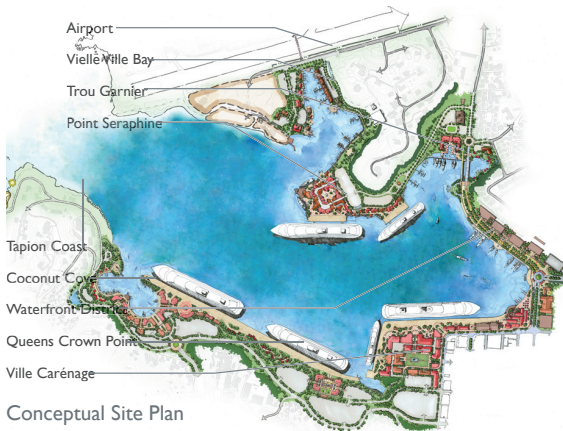 Airport
Vielle Ville Bay
Trou Garnier
Point Seraphine
Tapion Coast
Coconut Cove
Waterfront District
Queens Crown Point
Ville Carénage
Conceptual Site Plan